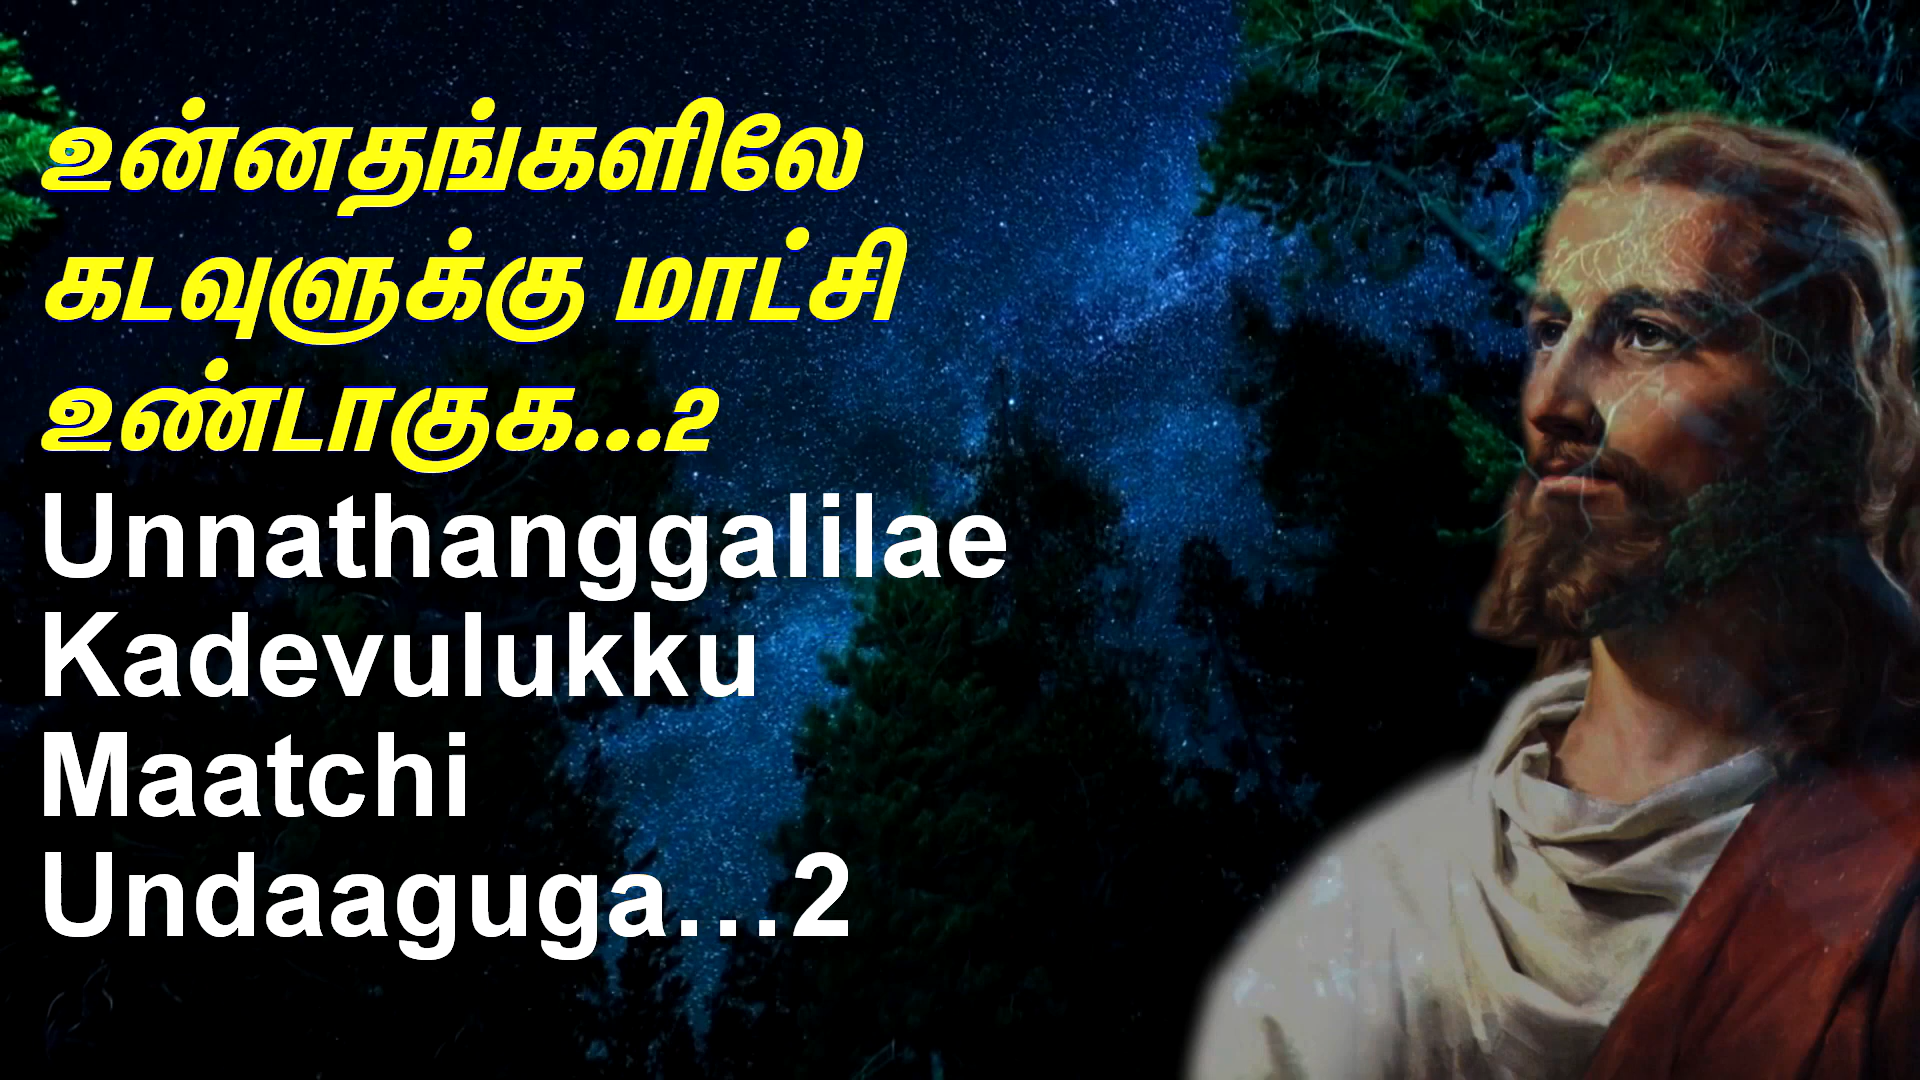 உன்னதங்களிலே
கடவுளுக்கு மாட்சி
உண்டாகுக...2
Unnathanggalilae
Kadevulukku
Maatchi
Undaaguga...2